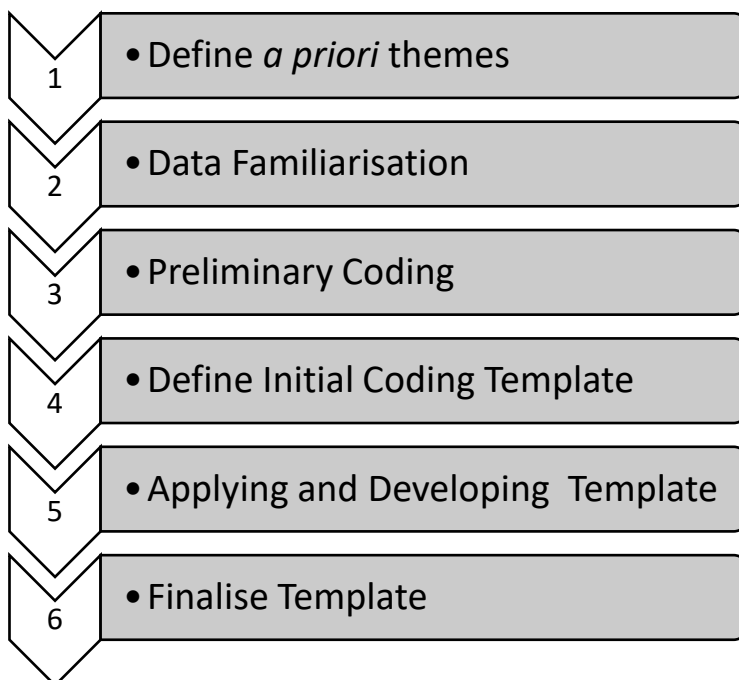 1 • Define a priori themes
2 • Data Familiarisation
3 • Preliminary Coding
4 • Define Initial Coding Template
5 • Applying and Developing  Template
6 • Finalise Template